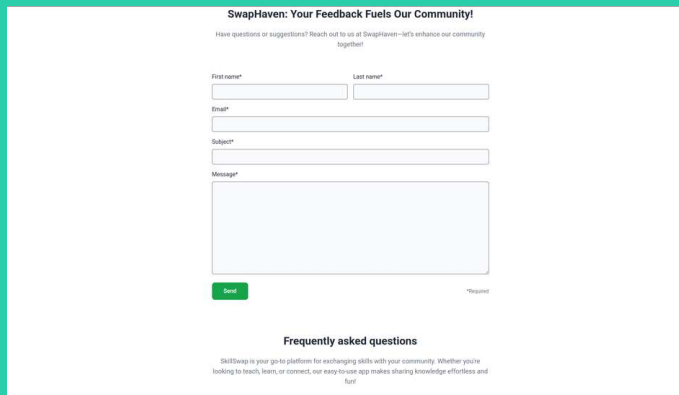 SwapHaven: Your Feedback Fuels Our Community!
Have questions or suggestions? Reach out to us at SwapHaven—let's enhance our community
together!
First name* Last name*
Email*
Subject*
Message*
Send *Required
Frequently asked questions
SkillSwap is your go-to platform for exchanging skills with your community. Whether you're
looking to teach, learn, or connect, our easy-to-use app makes sharing knowledge effortless and
fun!